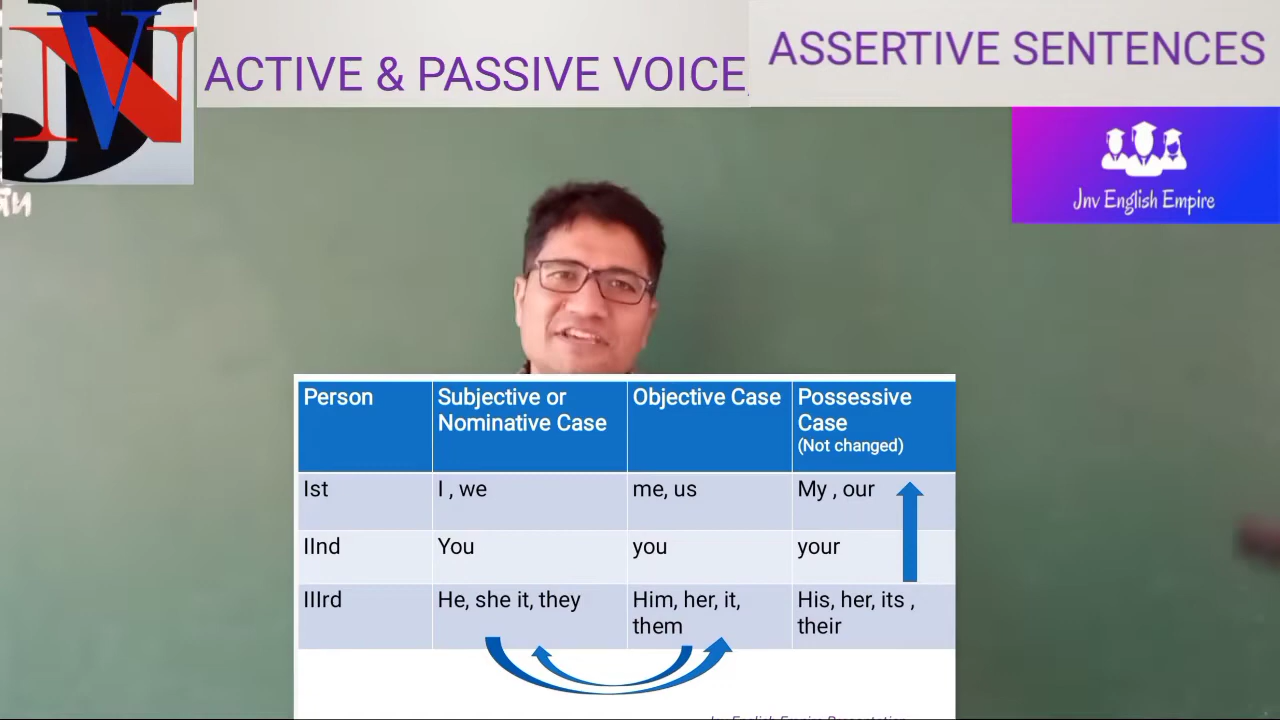 JNV
ACTIVE & PASSIVE VOICE,
ASSERTIVE SENTENCES
Jnv English Empire
Person
Subjective or
Nominative Case
Objective Case
Possessive
Case
(Not changed)
Ist
I , we
me, us
My , our
IInd
You
you
your
IIIrd
He, she it, they
Him, her, it,
them
His, her, its ,
their